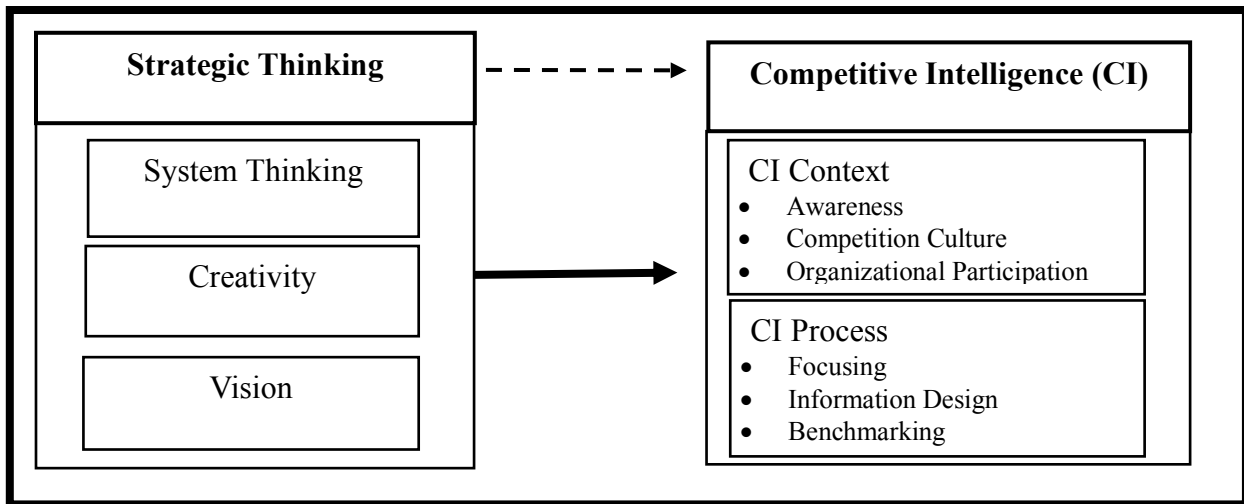 Strategic Thinking
System Thinking
Creativity
Vision
Competitive Intelligence (CI)
CI Context
• Awareness
• Competition Culture
• Organizational Participation
CI Process
• Focusing
• Information Design
• Benchmarking